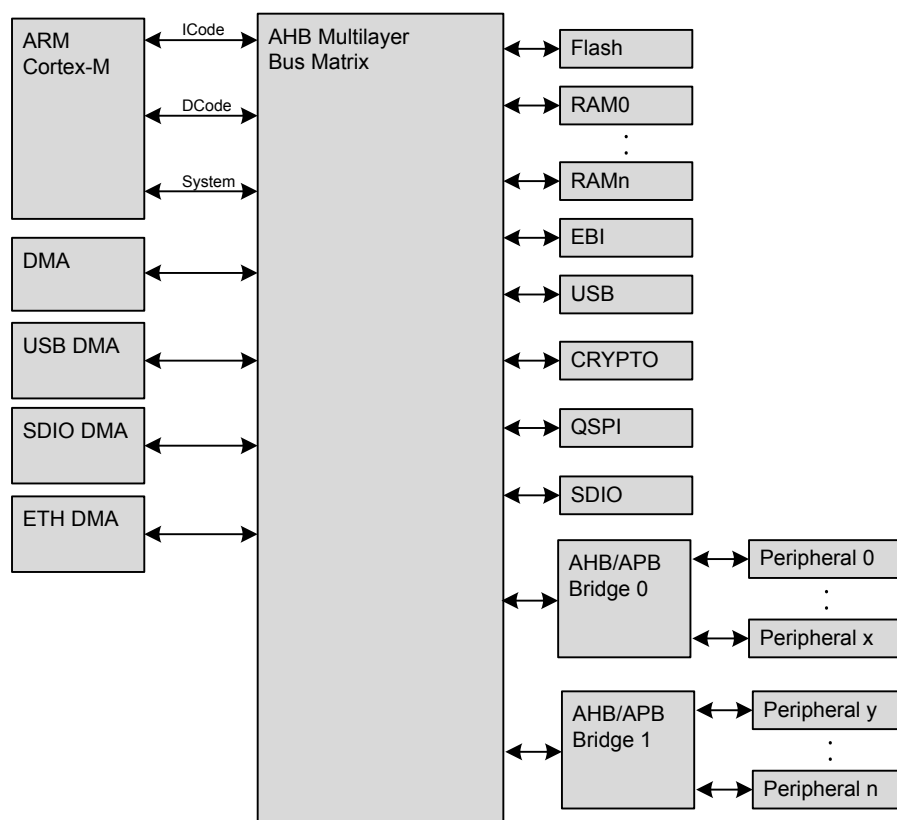 ARM
Cortex-M
ICode
DCode
System
DMA
USB DMA
SDIO DMA
ETH DMA
AHB Multilayer
Bus Matrix
Flash
RAM0
:
RAMn
EBI
USB
CRYPTO
QSPI
SDIO
AHB/APB
Bridge 0
Peripheral 0
:
Peripheral x
AHB/APB
Bridge 1
Peripheral y
:
Peripheral n